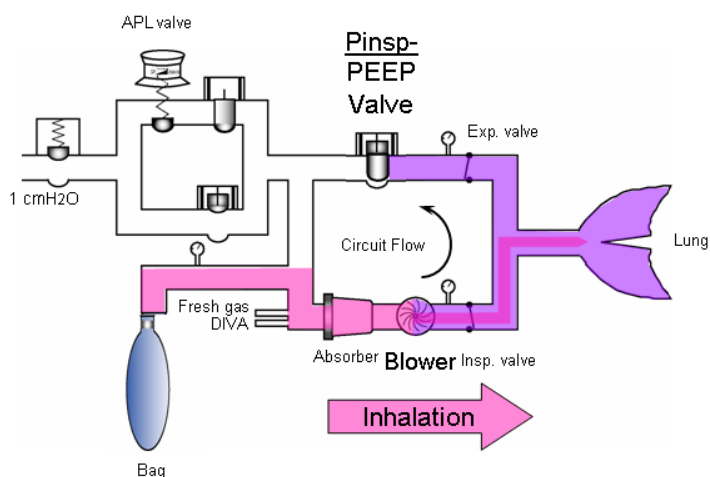 APL valve
Pinsp-
PEEP
Valve
Exp. valve
1 cmH2O
Circuit Flow
Lung
Fresh gas
DIVA
Absorber
Blower
Insp. valve
Inhalation
Bag